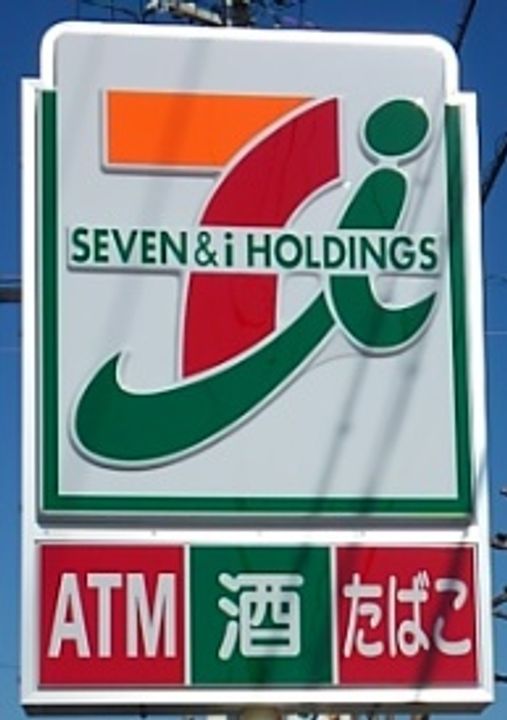 SEVEN&i HOLDINGS
ATM 酒 たばこ